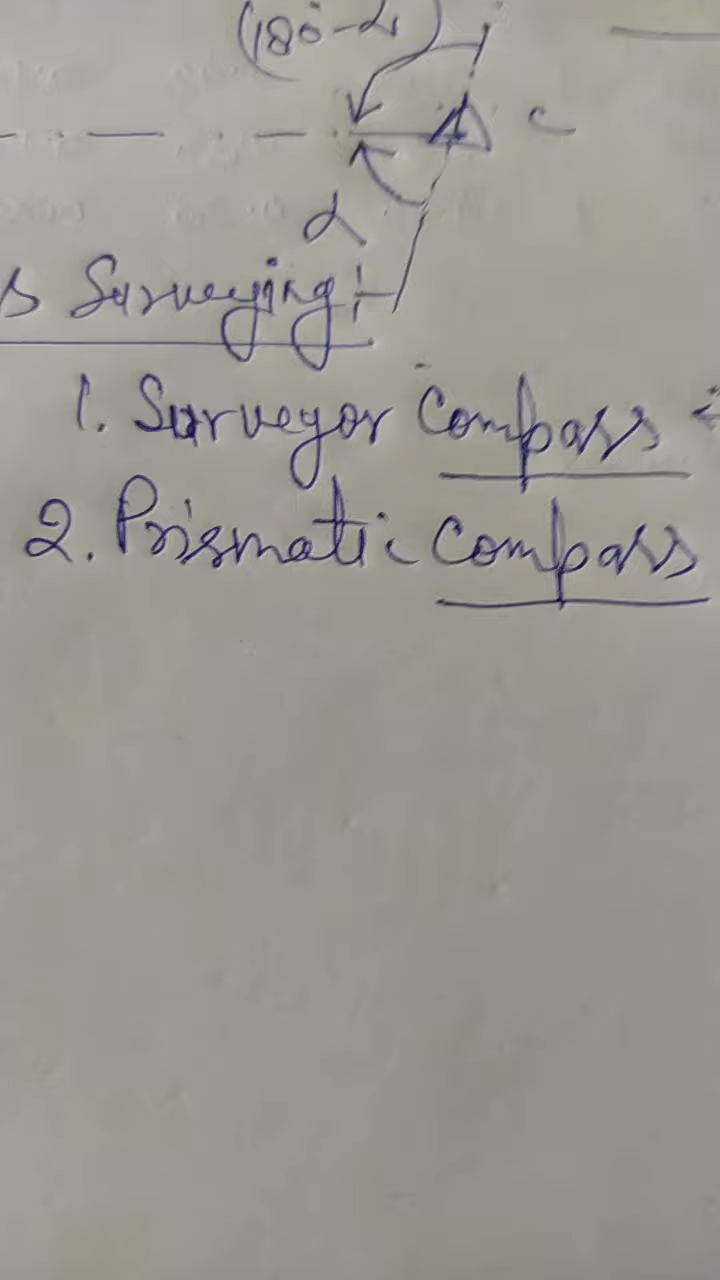 (180°-α)
C
α
s Surveying:-
1. Surveyor Compass :
2. Prismatic Compass